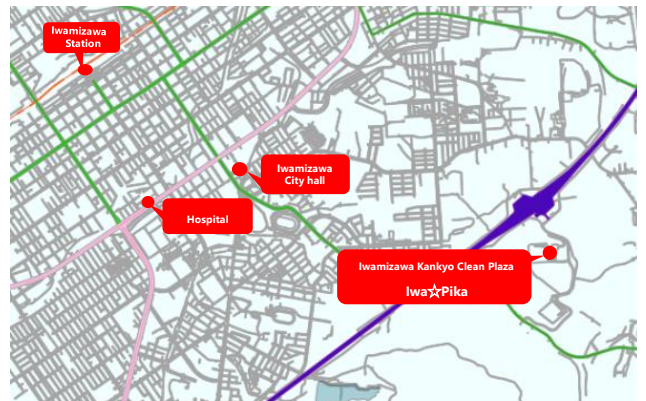 Iwamizawa
Station
Iwamizawa
City hall
Hospital
Iwamizawa Kankyo Clean Plaza
Iwa☆Pika